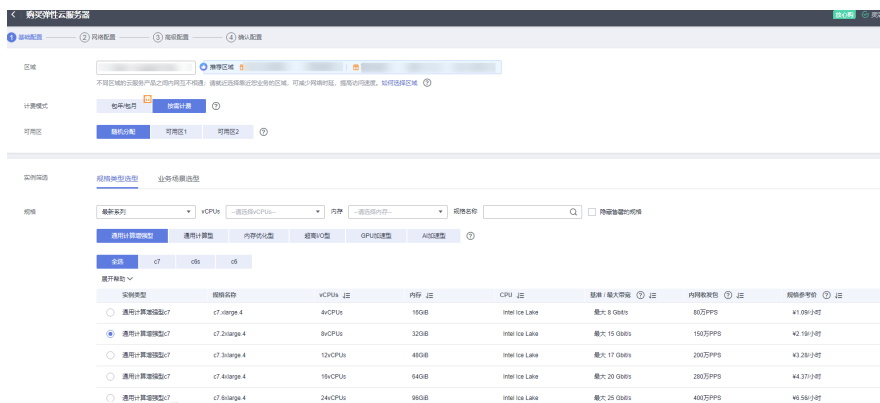 购买弹性云服务器
放心购
1 基础配置 2 网络配置 3 高级配置 4 确认配置
区域 推荐区域
不同区域的云服务产品之间内网互不相通；请就近选择靠近您业务的区域，可减少网络时延，提高访问速度。如何选择区域
计费模式 包年/包月 按需计费
可用区 随机分配 可用区1 可用区2
实例筛选 规格类型选型 业务场景选型
规格 最新系列 vCPUs --请选择vCPUs-- 内存 --请选择内存-- 规格名称 隐藏售罄的规格
通用计算增强型 通用计算型 内存优化型 超高I/O型 GPU加速型 AI加速型
全选 c7 c6s c6
展开帮助
实例类型 规格名称 vCPUs 内存 CPU 基准 / 最大带宽 内网收发包 规格参考价
通用计算增强型c7 c7.xlarge.4 4vCPUs 16GiB Intel Ice Lake 最大 8 Gbit/s 80万PPS ¥1.09/小时
通用计算增强型c7 c7.2xlarge.4 8vCPUs 32GiB Intel Ice Lake 最大 15 Gbit/s 150万PPS ¥2.19/小时
通用计算增强型c7 c7.3xlarge.4 12vCPUs 48GiB Intel Ice Lake 最大 17 Gbit/s 200万PPS ¥3.28/小时
通用计算增强型c7 c7.4xlarge.4 16vCPUs 64GiB Intel Ice Lake 最大 20 Gbit/s 280万PPS ¥4.37/小时
通用计算增强型c7 c7.6xlarge.4 24vCPUs 96GiB Intel Ice Lake 最大 25 Gbit/s 400万PPS ¥6.56/小时